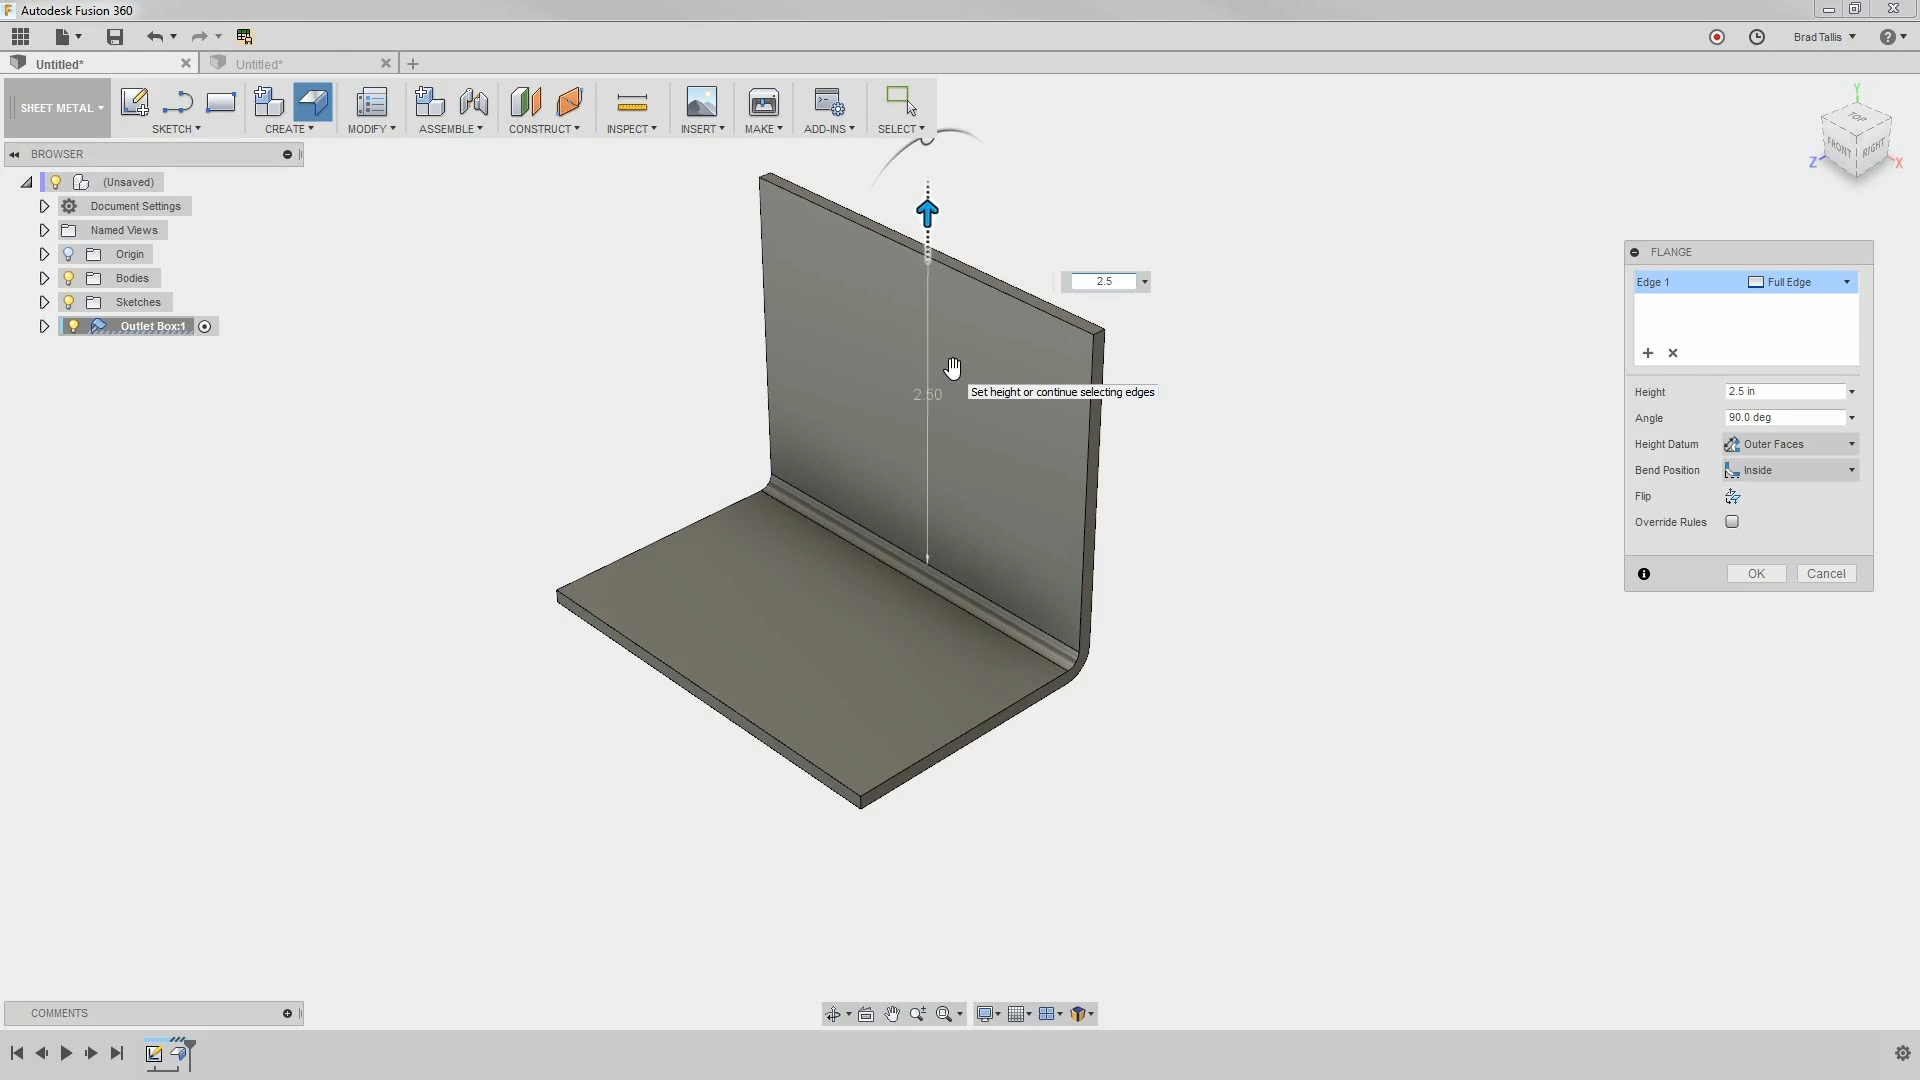 Autodesk Fusion 360
Brad Tallis
Untitled*
Untitled*
SHEET METAL
SKETCH
CREATE
MODIFY
ASSEMBLE
CONSTRUCT
INSPECT
INSERT
MAKE
ADD-INS
SELECT
BROWSER
(Unsaved)
Document Settings
Named Views
Origin
Bodies
Sketches
Outlet Box:1
Y
TOP
FRONT
RIGHT
Z
X
2.5
2.50
Set height or continue selecting edges
FLANGE
Edge 1 Full Edge
Height 2.5 in
Angle 90.0 deg
Height Datum Outer Faces
Bend Position Inside
Flip
Override Rules
OK Cancel
COMMENTS